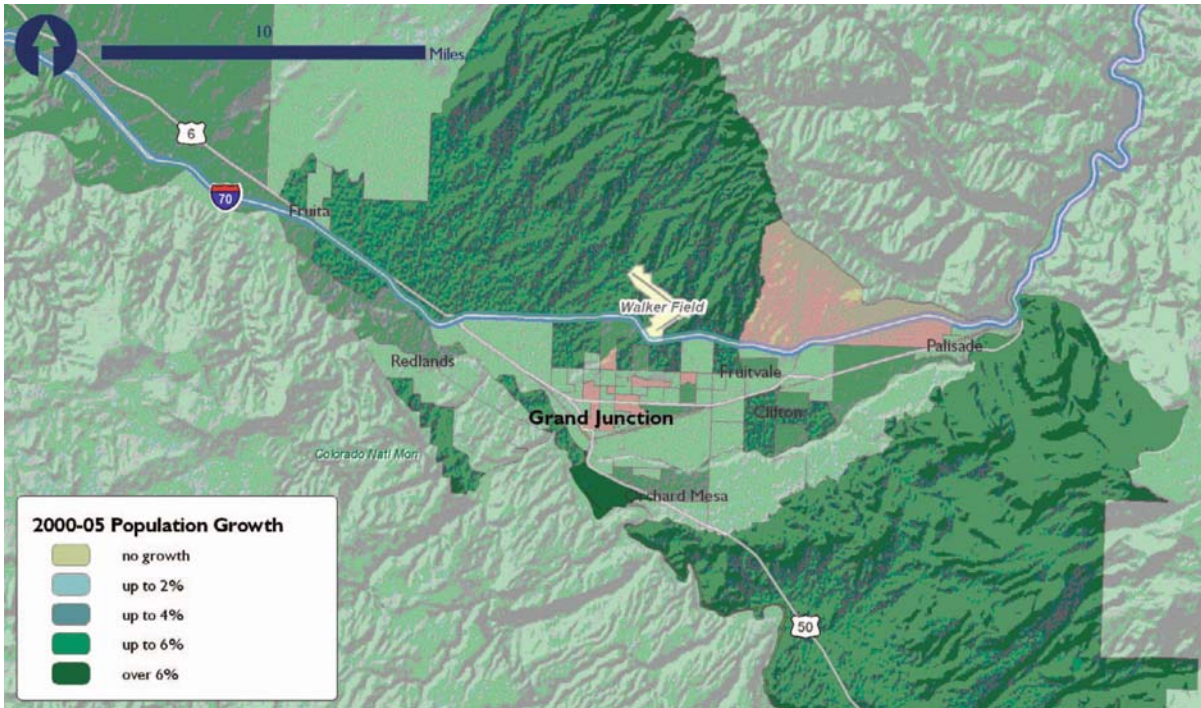 10
Miles
6
70
Fruita
Walker Field
Redlands
Fruitvale
Palisade
Grand Junction
Clifton
Colorado Natl Mon
Orchard Mesa
50
2000-05 Population Growth
no growth
up to 2%
up to 4%
up to 6%
over 6%